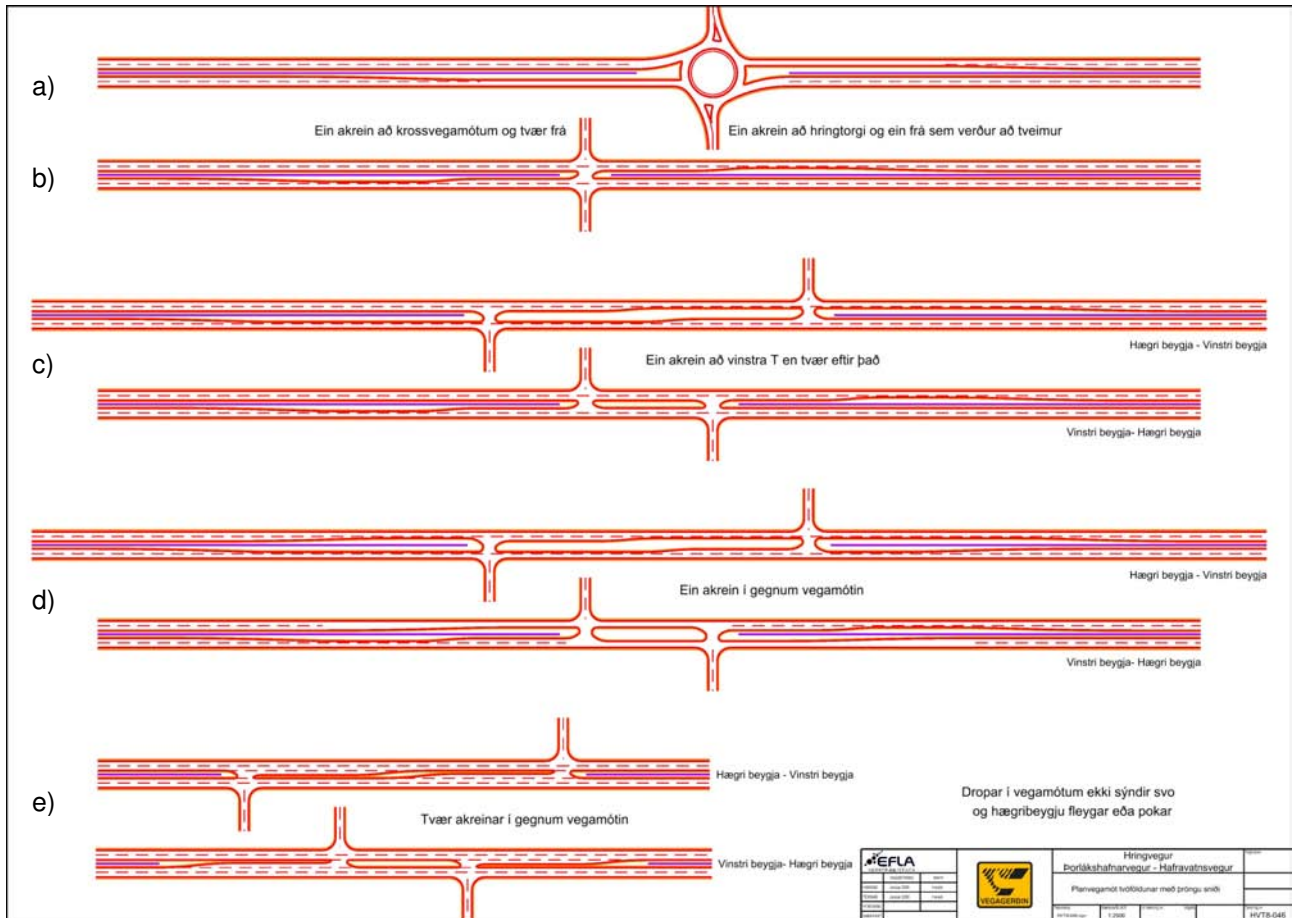 a)
Ein akrein að krossvegamótum og tvær frá
Ein akrein að hringtorgi og ein frá sem verður að tveimur
b)
Hægri beygja - Vinstri beygja
c)
Ein akrein að vinstra T en tvær eftir það
Vinstri beygja- Hægri beygja
Hægri beygja - Vinstri beygja
d)
Ein akrein í gegnum vegamótin
Vinstri beygja- Hægri beygja
Hægri beygja - Vinstri beygja
Dropar í vegamótum ekki sýndir svo
og hægribeygju fleygar eða pokar
e)
Tvær akreinar í gegnum vegamótin
Vinstri beygja- Hægri beygja
EFLA
VEGAGERÐIN
Hringvegur
Þorlákshafnarvegur - Hafravatnsvegur
Planvegamót tvöföldunar með þröngu sniði
HVT8-046